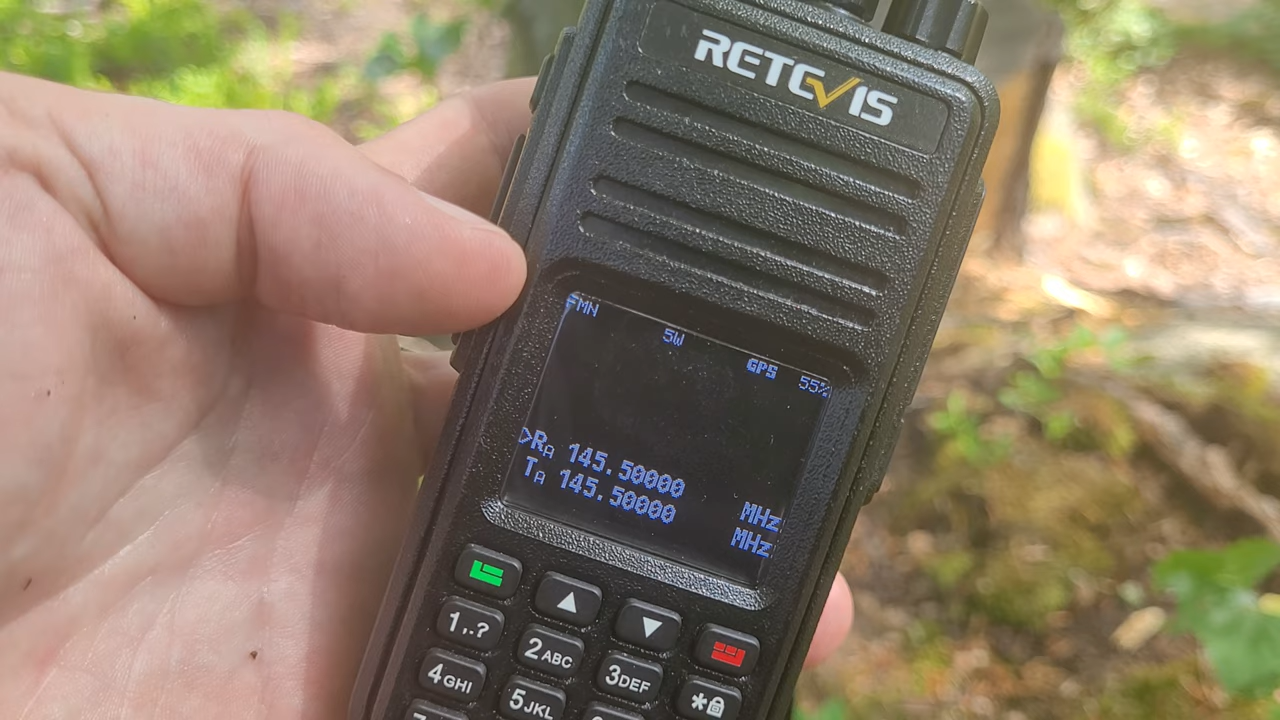 RETEVIS
FMN 5W GPS 55%
>RA 145.50000 MHz
TA 145.50000 MHz
1,.? 2ABC 3DEF *
4GHI 5JKL